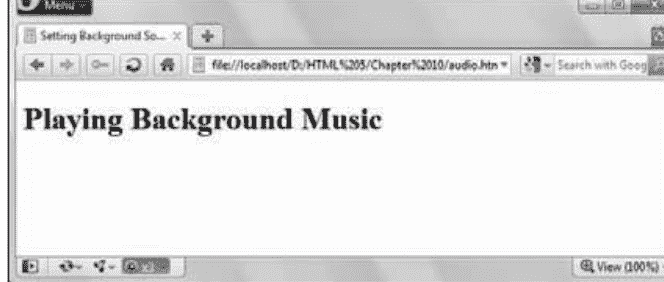 Menu
Setting Background So...
file://localhost/D:/HTML%205/Chapter%2010/audio.htm
Search with Goog
Playing Background Music
View (100%)